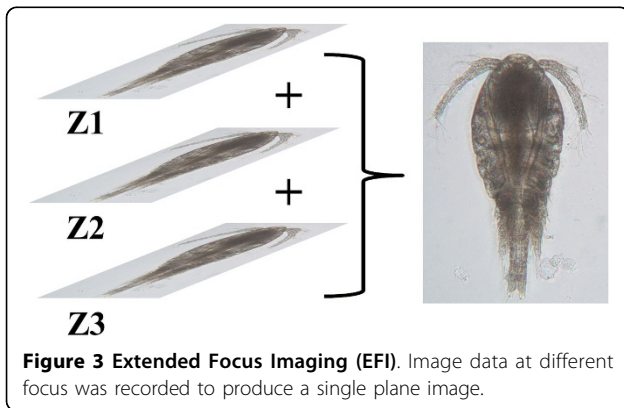 Z1
+
Z2
+
Z3
Figure 3 Extended Focus Imaging (EFI). Image data at different
focus was recorded to produce a single plane image.